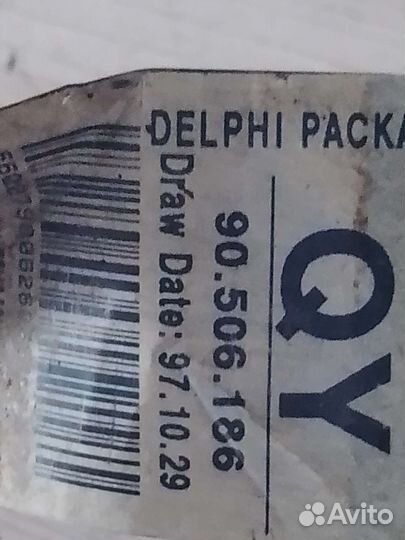 DELPHI PACKA
QY
90.506.186
Draw Date: 97.10.29
Avito